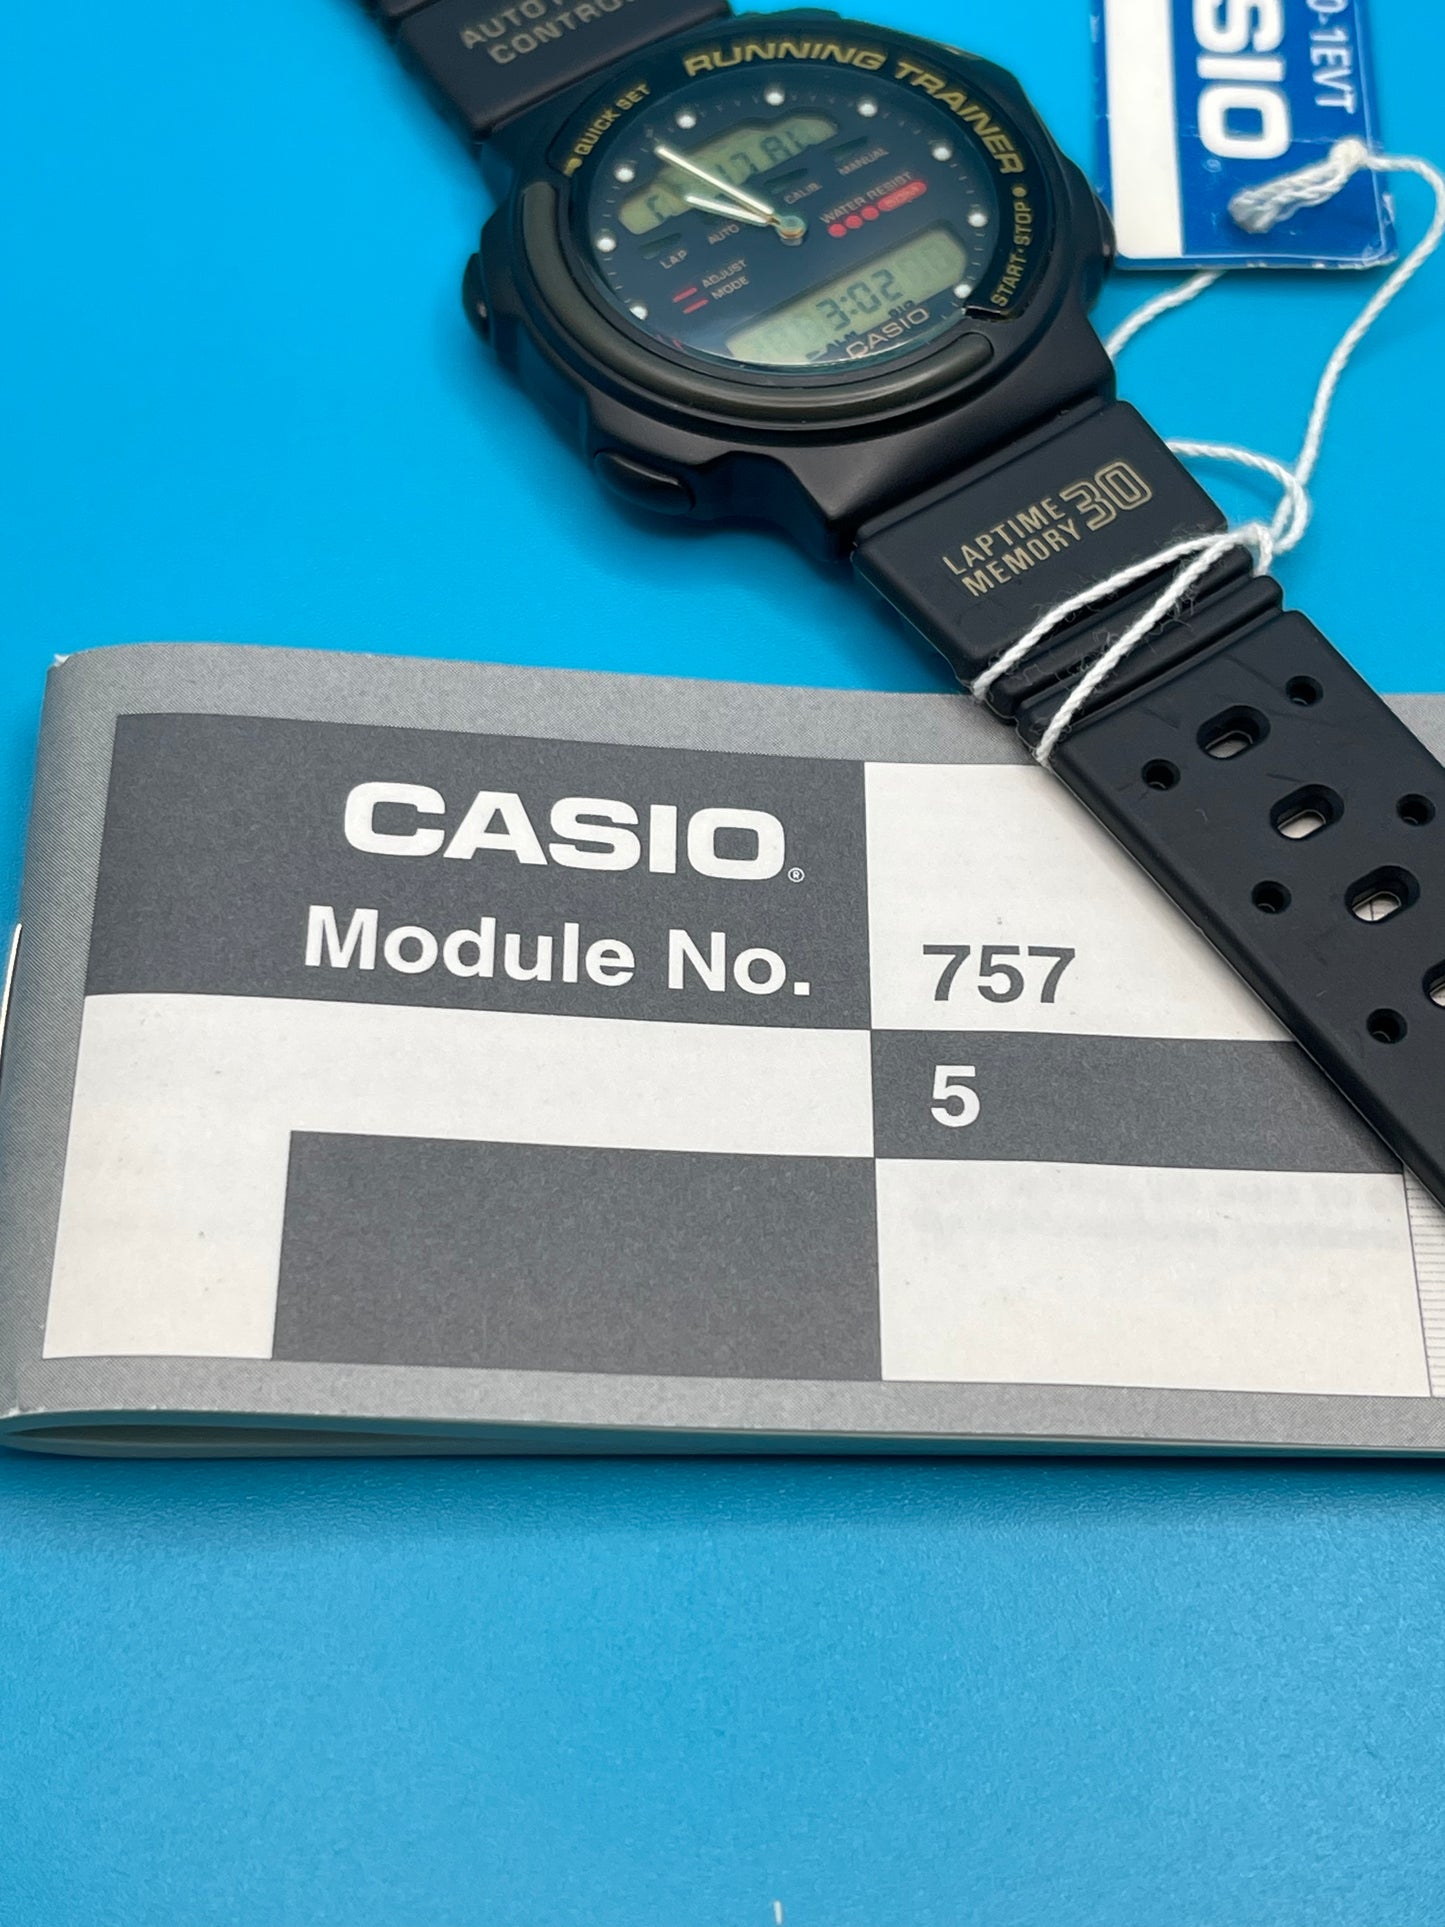 CONTROL
RUNNING TRAINER
QUICK SET
START·STOP
MANUAL
CALIB.
AUTO
LAP
WATER RESIST
ADJUST
MODE
3:02
CASIO
SIO
0-1EVT
LAPTIME
MEMORY 30
CASIO®
Module No. 757
5